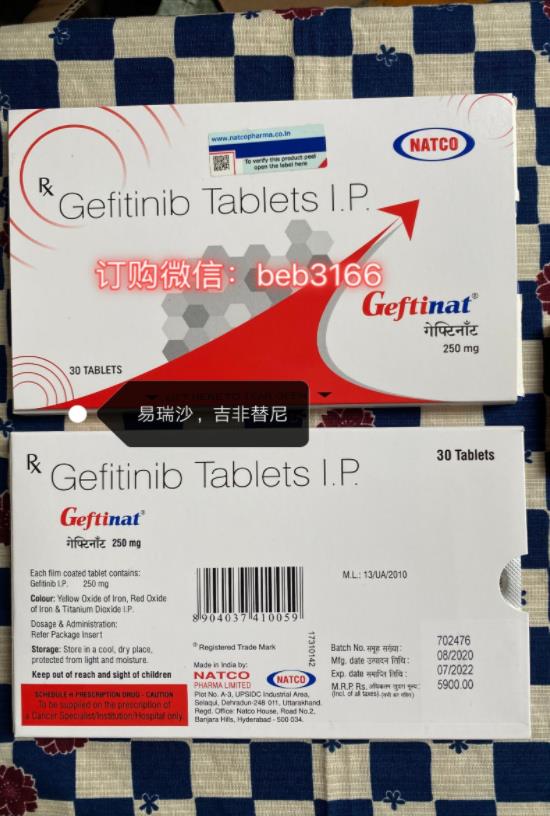 www.natcopharma.co.in
To verify this product peel
open the label here
NATCO
Rx Gefitinib Tablets I.P.
订购微信：beb3166
Geftinat®
गेफ्टिनॉट
250 mg
30 TABLETS
易瑞沙，吉非替尼
Rx Gefitinib Tablets I.P.
30 Tablets
Geftinat®
गेफ्टिनॉट 250 mg
Each film coated tablet contains:
Gefitinib I.P. 250 mg
Colour: Yellow Oxide of Iron, Red Oxide
of Iron & Titanium Dioxide I.P.
Dosage & Administration:
Refer Package Insert
Storage: Store in a cool, dry place,
protected from light and moisture.
Keep out of reach and sight of children
SCHEDULE H PRESCRIPTION DRUG - CAUTION
To be supplied on the prescription of
a Cancer Specialist/Institution/Hospital only
8904037410059
® Registered Trade Mark
17310142
Made in India by:
NATCO
PHARMA LIMITED
NATCO
Plot No. A-3, UPSIDC Industrial Area,
Selaqui, Dehradun-248 011, Uttarakhand.
Regd. Office: Natco House, Road No.2,
Banjara Hills, Hyderabad - 500 034.
M.L.: 13/UA/2010
Batch No. समूह संख्या: 702476
Mfg. date उत्पादन तिथि: 08/2020
Exp. date समाप्ति तिथि: 07/2022
M.R.P. Rs. 5900.00
(Incl. of all taxes)